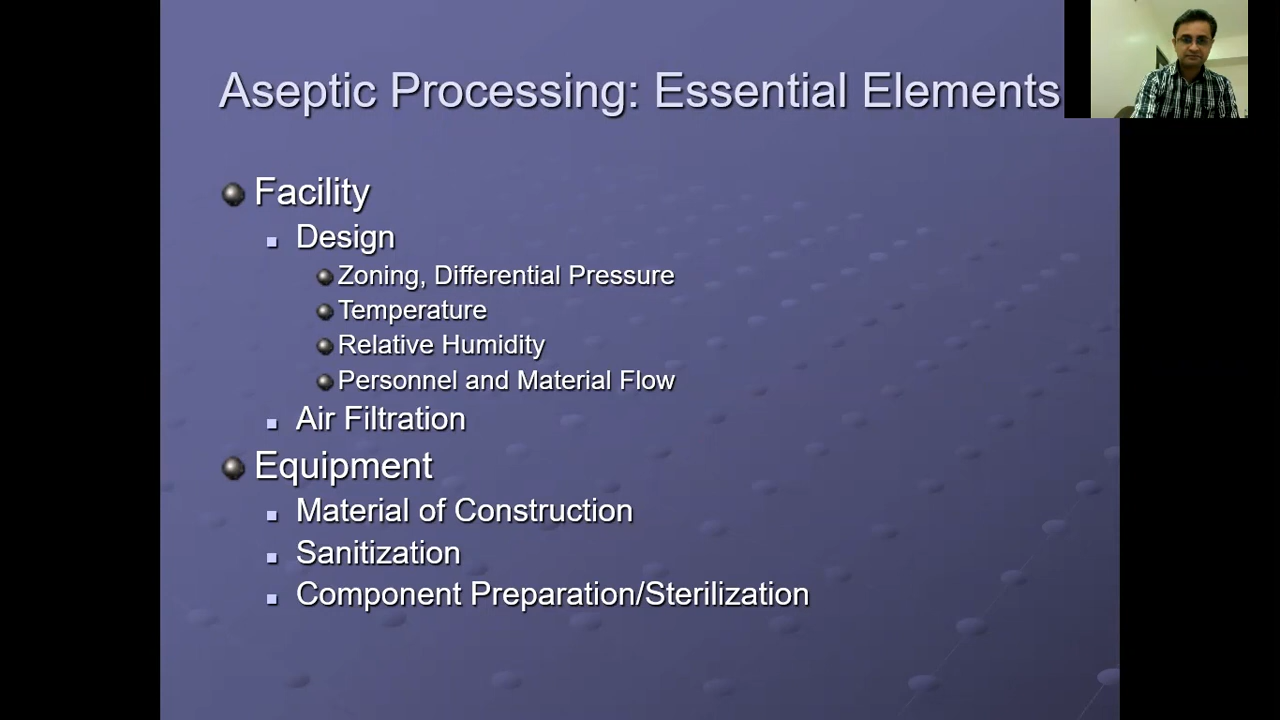 Aseptic Processing: Essential Elements
Facility
Design
Zoning, Differential Pressure
Temperature
Relative Humidity
Personnel and Material Flow
Air Filtration
Equipment
Material of Construction
Sanitization
Component Preparation/Sterilization